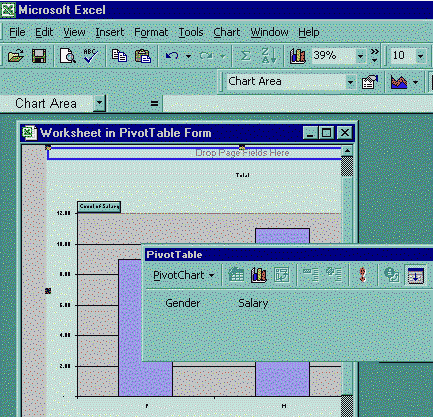 Microsoft Excel
File Edit View Insert Format Tools Chart Window Help
ABC Σ A Z 39% » 10
Chart Area
Chart Area =
Worksheet in PivotTable Form
Drop Page Fields Here
Total
Count of Salary
12.00
10.00
PivotTable
8.00
PivotChart
6.00
Gender Salary
4.00
2.00
-
F M